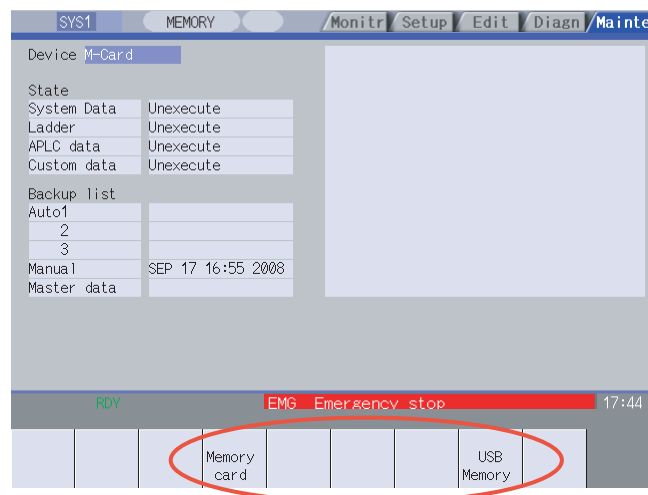 SYS1 MEMORY Monitr Setup Edit Diagn Mainte
Device M-Card
State
System Data Unexecute
Ladder Unexecute
APLC data Unexecute
Custom data Unexecute
Backup list
Auto1
2
3
Manual SEP 17 16:55 2008
Master data
RDY EMG Emergency stop 17:44
Memory card
USB Memory